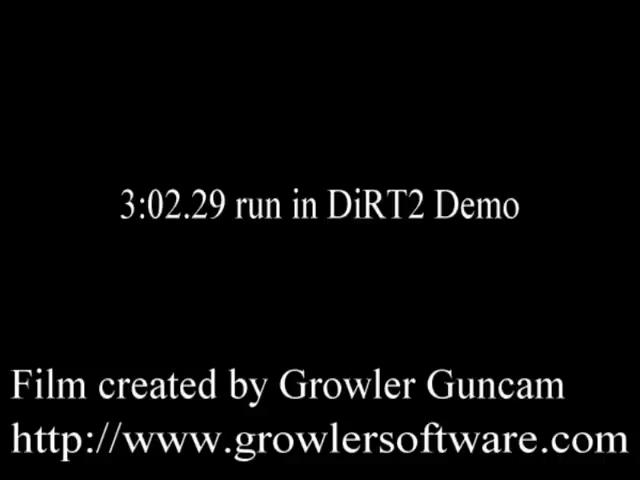 3:02.29 run in DiRT2 Demo
Film created by Growler Guncam
http://www.growlersoftware.com